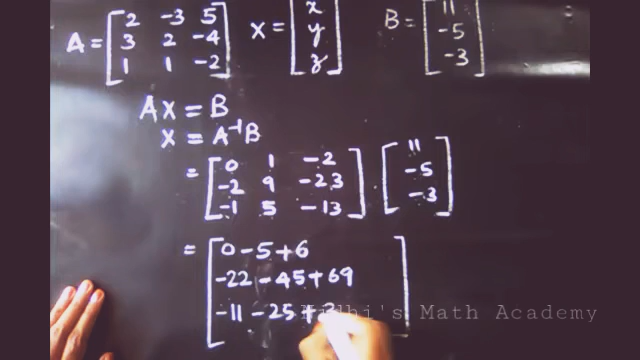 A = [2 -3 5; 3 2 -4; 1 1 -2] X = [x; y; z] B = [11; -5; -3]
AX = B
X = A⁻¹B
= [0 1 -2; -2 9 -23; -1 5 -13] [11; -5; -3]
= [0 - 5 + 6
-22 - 45 + 69
-11 - 25 + 3]
's Math Academy